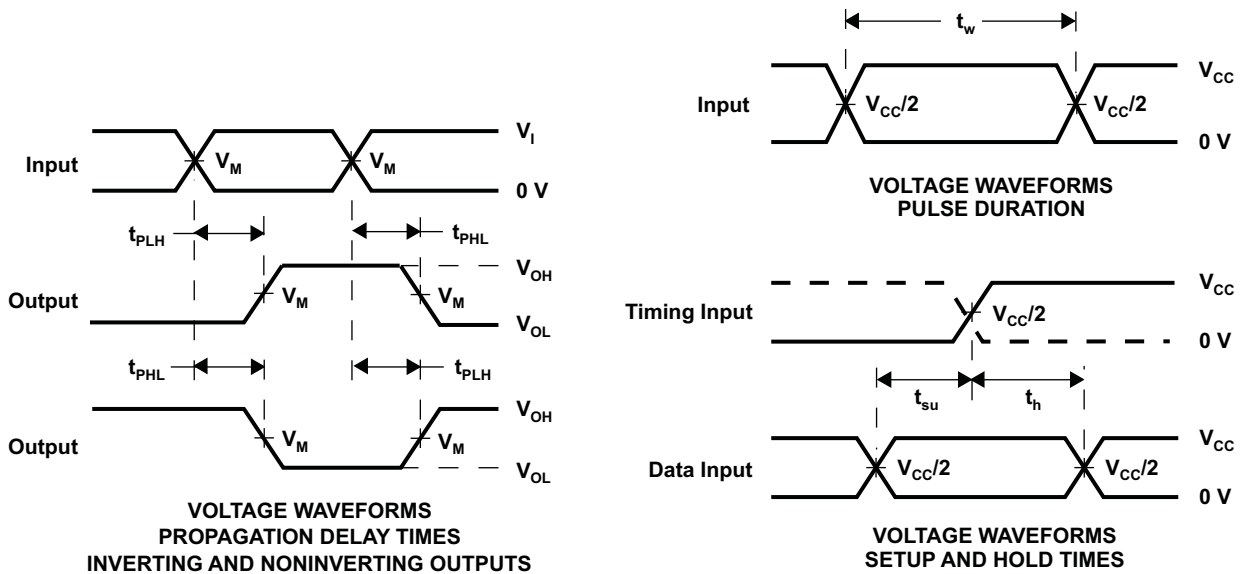 Input
V_I
V_M
V_M
0 V
t_PLH
t_PHL
Output
V_OH
V_M
V_M
V_OL
t_PHL
t_PLH
Output
V_OH
V_M
V_M
V_OL
VOLTAGE WAVEFORMS
PROPAGATION DELAY TIMES
INVERTING AND NONINVERTING OUTPUTS
t_w
Input
V_CC
V_CC/2
V_CC/2
0 V
VOLTAGE WAVEFORMS
PULSE DURATION
Timing Input
V_CC
V_CC/2
0 V
t_su
t_h
Data Input
V_CC
V_CC/2
V_CC/2
0 V
VOLTAGE WAVEFORMS
SETUP AND HOLD TIMES